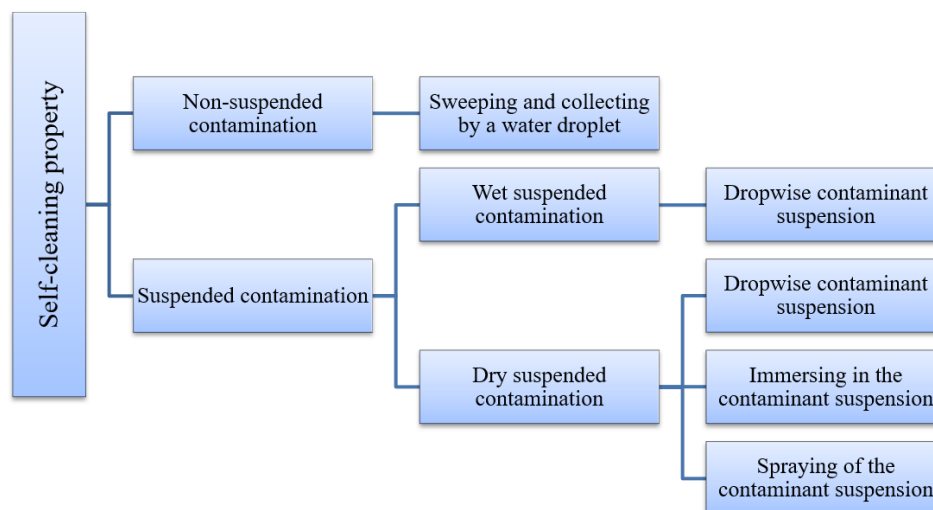 Self-cleaning property
Non-suspended
contamination
Sweeping and collecting
by a water droplet
Suspended contamination
Wet suspended
contamination
Dropwise contaminant
suspension
Dry suspended
contamination
Dropwise contaminant
suspension
Immersing in the
contaminant suspension
Spraying of the
contaminant suspension